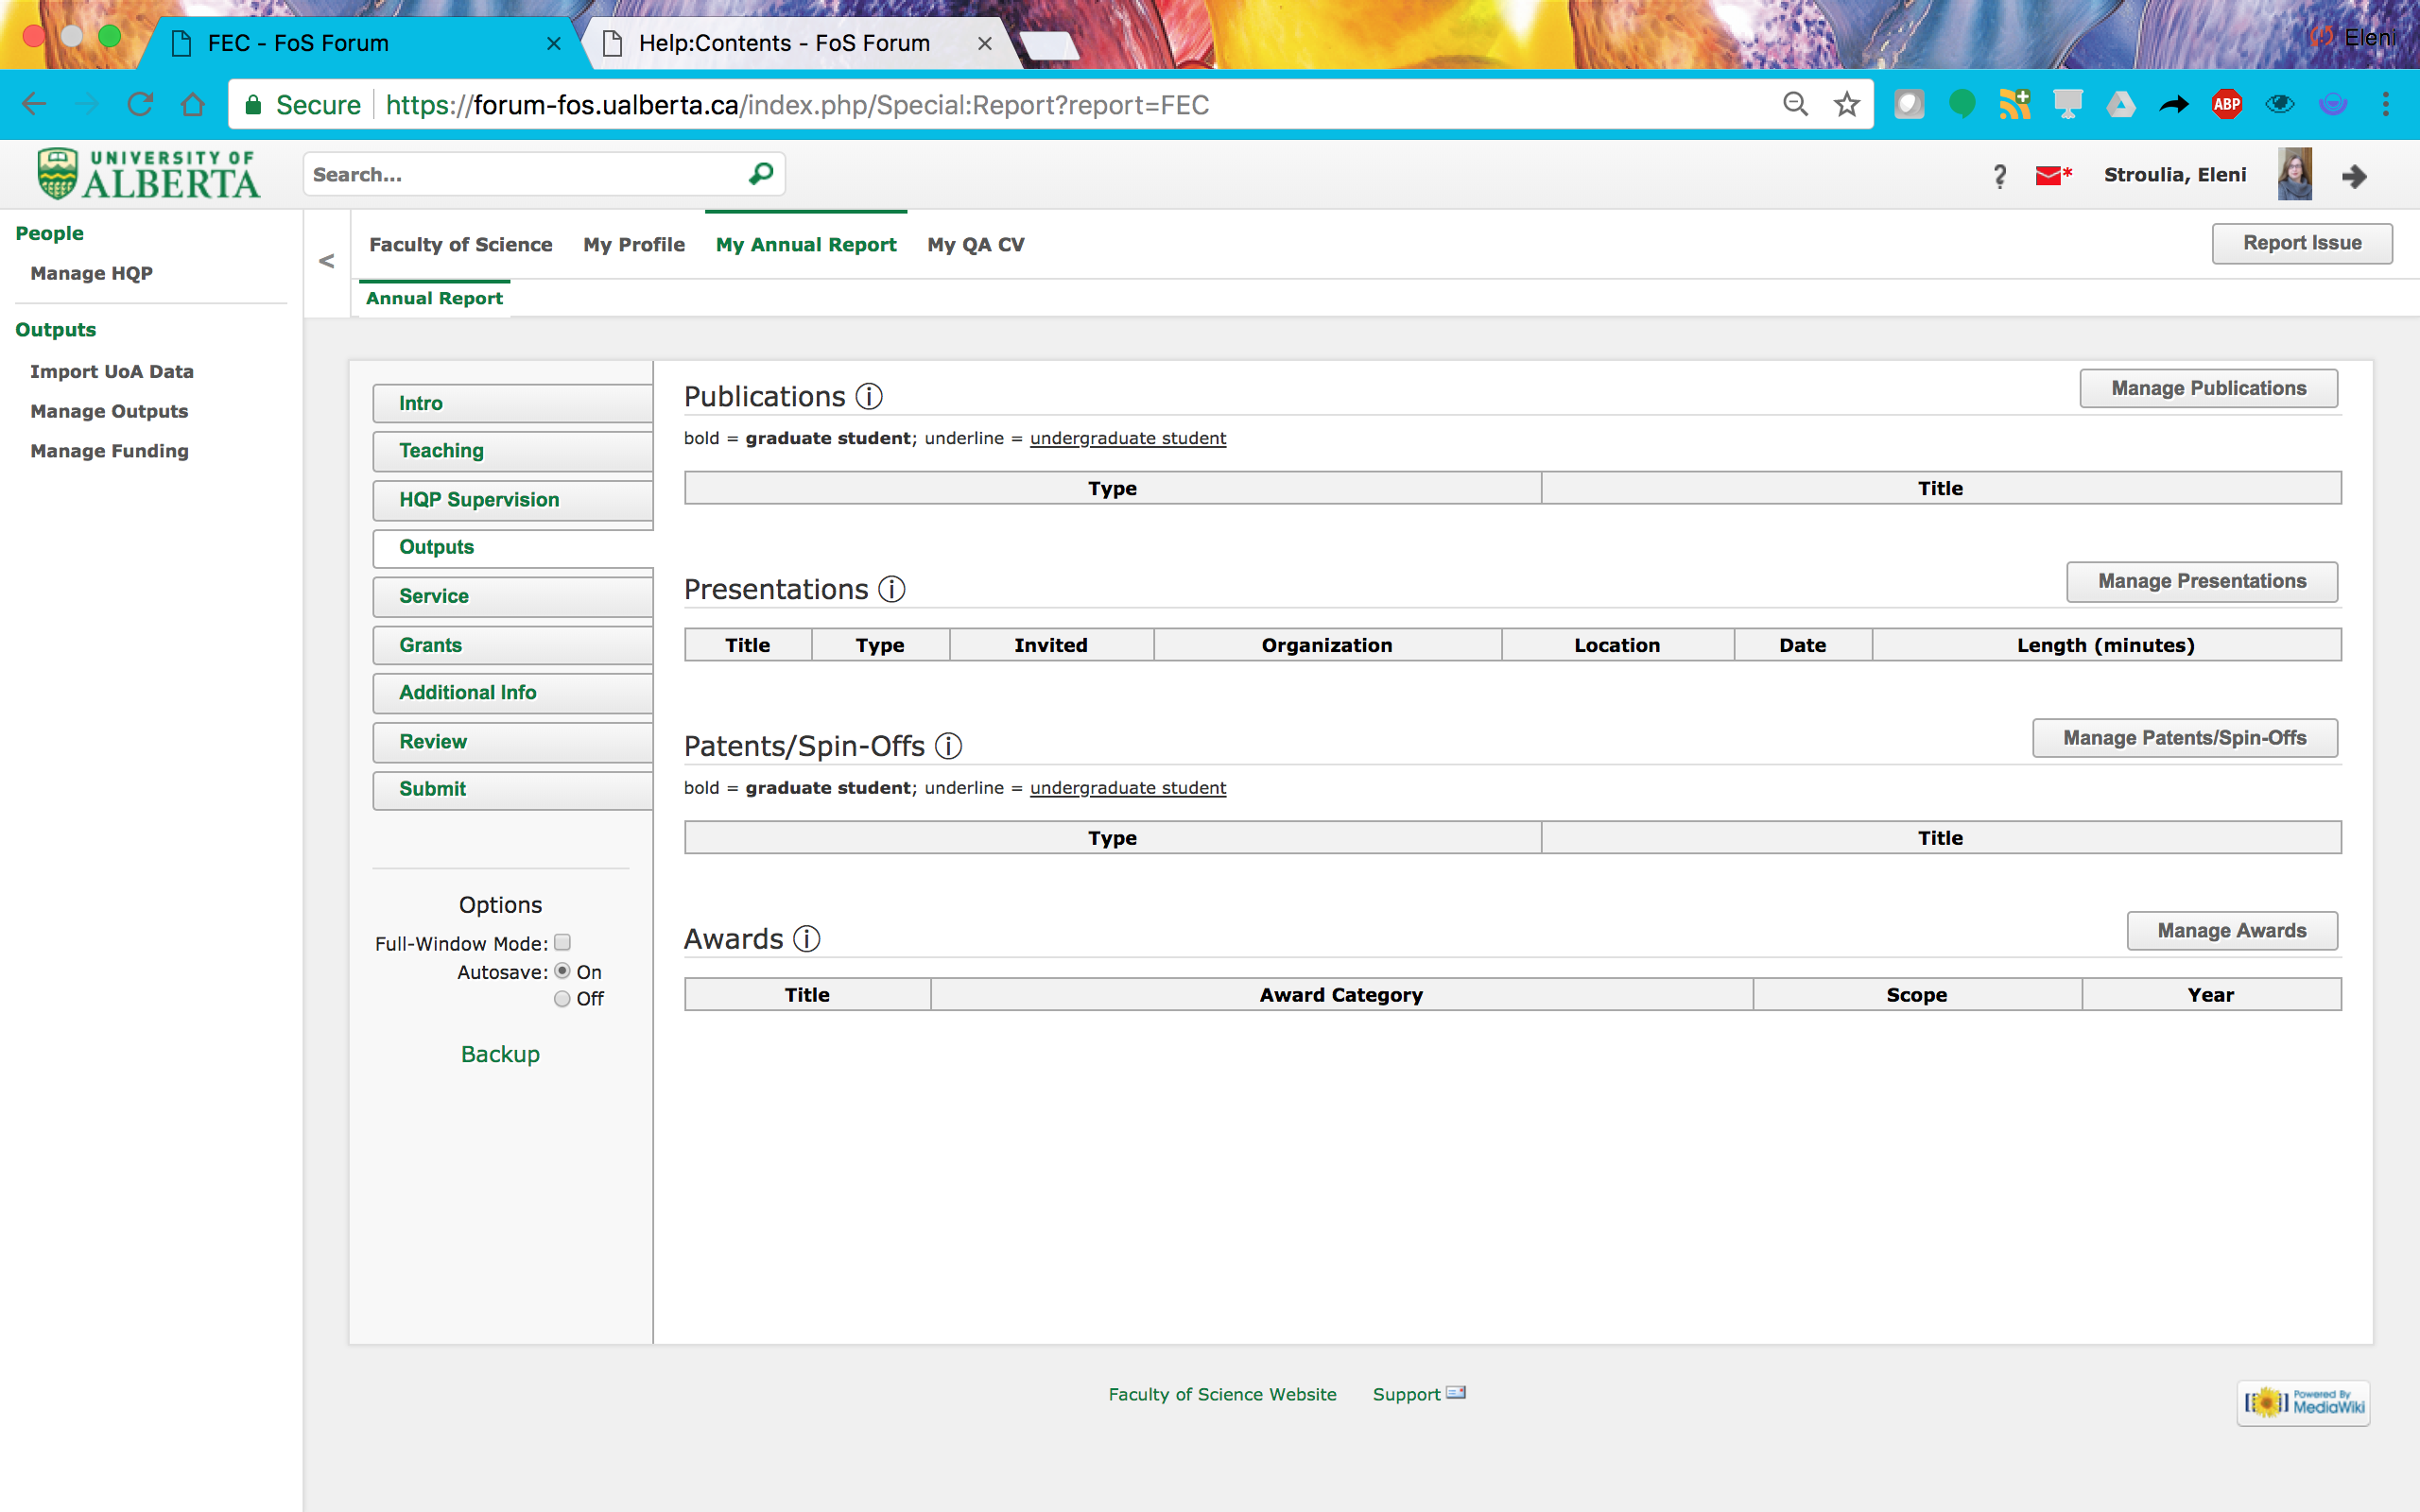 FEC - FoS Forum
Help:Contents - FoS Forum
Eleni
Secure
https://forum-fos.ualberta.ca/index.php/Special:Report?report=FEC
ABP
UNIVERSITY OF
ALBERTA
Search...
?
*
Stroulia, Eleni
People
Manage HQP
Outputs
Import UoA Data
Manage Outputs
Manage Funding
<
Faculty of Science
My Profile
My Annual Report
My QA CV
Report Issue
Annual Report
Intro
Teaching
HQP Supervision
Outputs
Service
Grants
Additional Info
Review
Submit
Options
Full-Window Mode:
Autosave: On
Off
Backup
Publications i
Manage Publications
bold = graduate student; underline = undergraduate student
Type Title
Presentations i
Manage Presentations
Title Type Invited Organization Location Date Length (minutes)
Patents/Spin-Offs i
Manage Patents/Spin-Offs
bold = graduate student; underline = undergraduate student
Type Title
Awards i
Manage Awards
Title Award Category Scope Year
Faculty of Science Website
Support
Powered By
MediaWiki